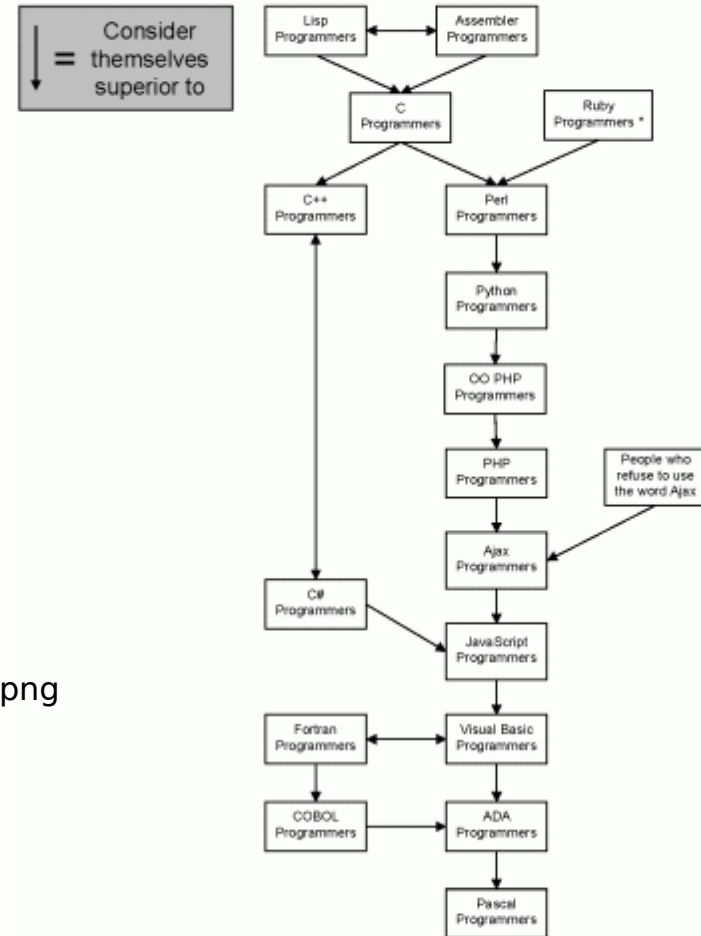 Consider
= themselves
superior to
Lisp
Programmers
Assembler
Programmers
C
Programmers
Ruby
Programmers *
C++
Programmers
Perl
Programmers
Python
Programmers
OO PHP
Programmers
PHP
Programmers
People who
refuse to use
the word Ajax
Ajax
Programmers
C#
Programmers
JavaScript
Programmers
png
Fortran
Programmers
Visual Basic
Programmers
COBOL
Programmers
ADA
Programmers
Pascal
Programmers